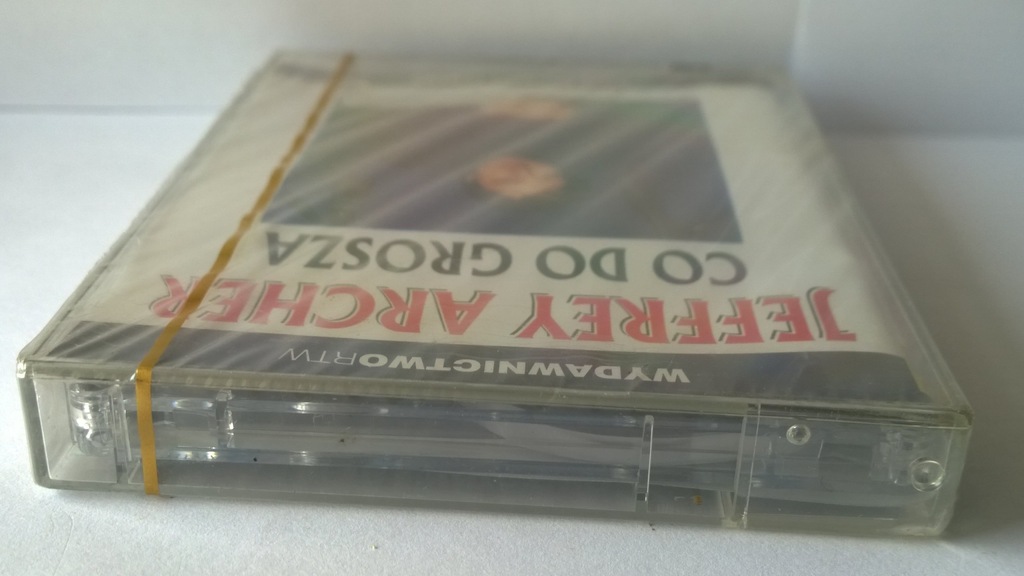 WYDAWNICTWORTW
JEFFREY ARCHER
CO DO GROSZA